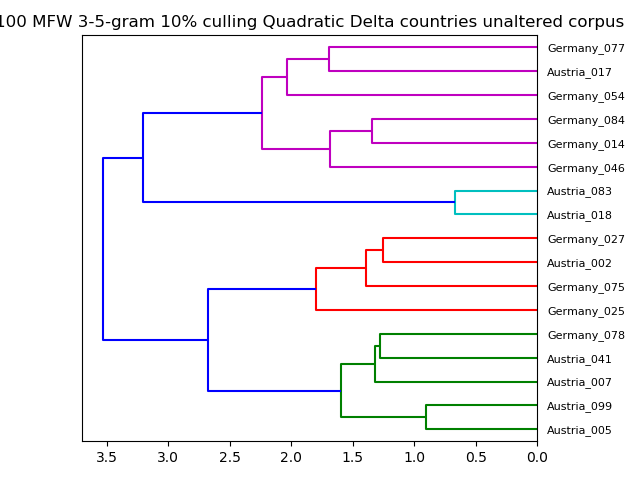 100 MFW 3-5-gram 10% culling Quadratic Delta countries unaltered corpus
Germany_077
Austria_017
Germany_054
Germany_084
Germany_014
Germany_046
Austria_083
Austria_018
Germany_027
Austria_002
Germany_075
Germany_025
Germany_078
Austria_041
Austria_007
Austria_099
Austria_005
3.5 3.0 2.5 2.0 1.5 1.0 0.5 0.0